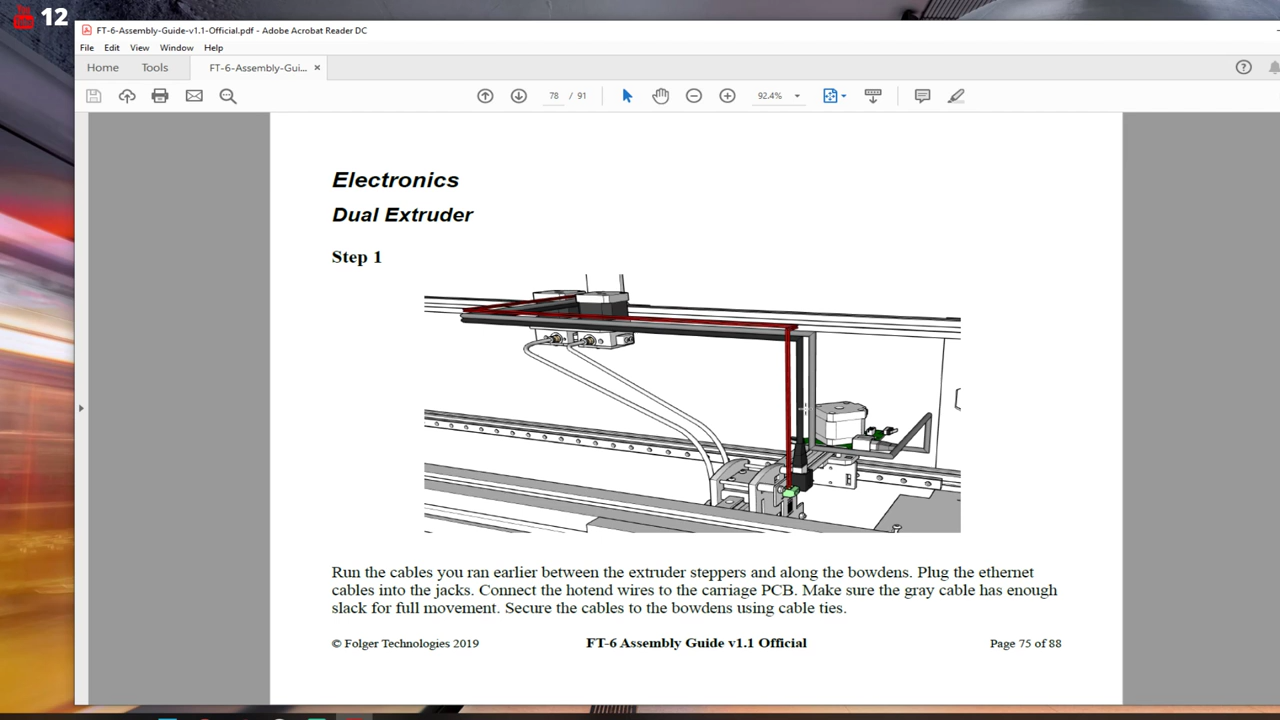 You Tube 12
FT-6-Assembly-Guide-v1.1-Official.pdf - Adobe Acrobat Reader DC
File Edit View Window Help
Home Tools FT-6-Assembly-Gui... ×
78 / 91 92.4%
Electronics
Dual Extruder
Step 1
Run the cables you ran earlier between the extruder steppers and along the bowdens. Plug the ethernet
cables into the jacks. Connect the hotend wires to the carriage PCB. Make sure the gray cable has enough
slack for full movement. Secure the cables to the bowdens using cable ties.
© Folger Technologies 2019 FT-6 Assembly Guide v1.1 Official Page 75 of 88